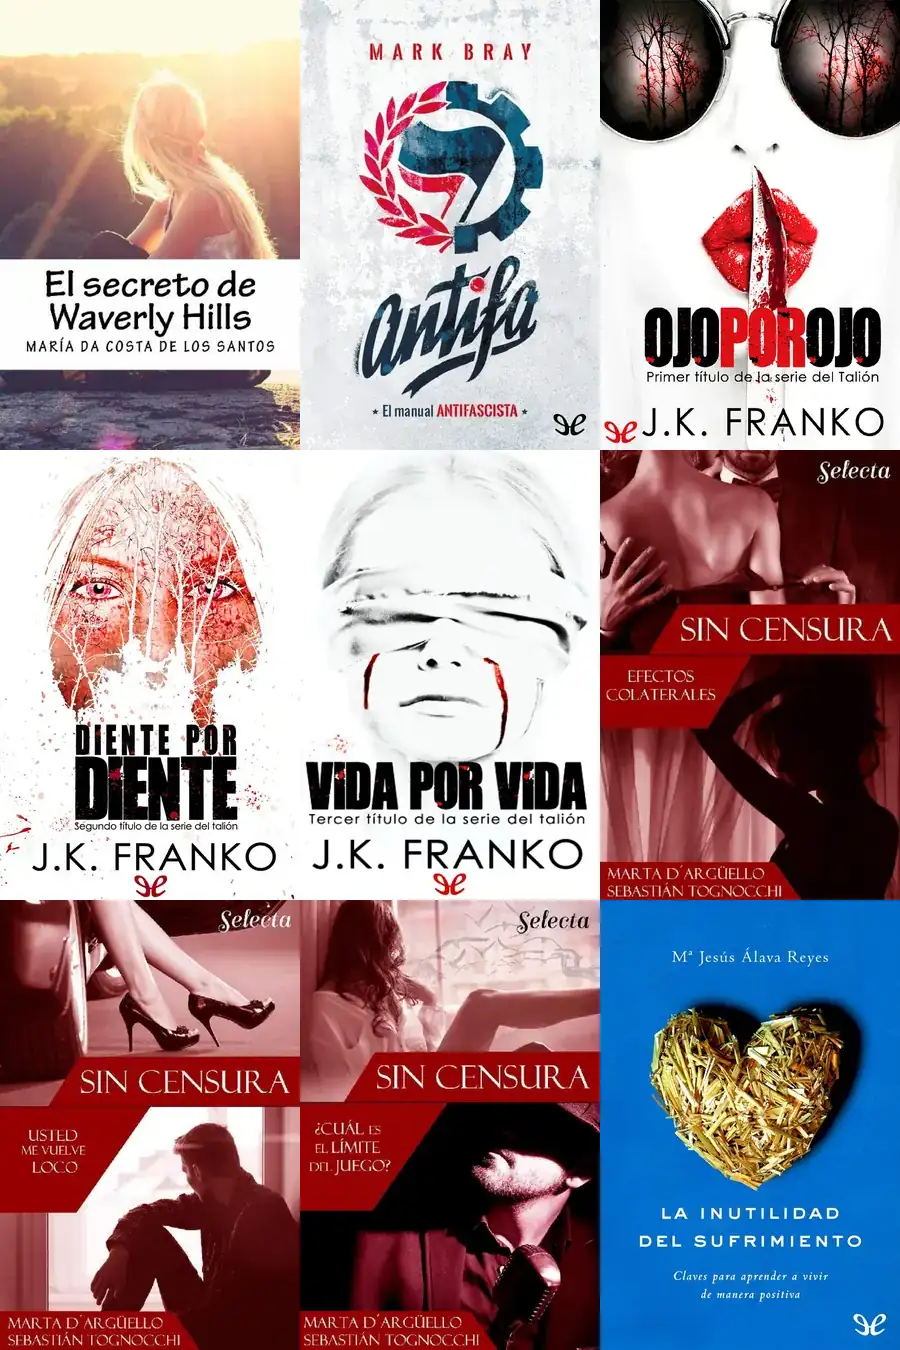 El secreto de
Waverly Hills
MARÍA DA COSTA DE LOS SANTOS
MARK BRAY
Antifa
El manual ANTIFASCISTA
OJO POR OJO
Primer título de la serie del Talión
J.K. FRANKO
DIENTE POR
DIENTE
Segundo título de la serie del talión
J.K. FRANKO
VIDA POR VIDA
Tercer título de la serie del talión
J.K. FRANKO
Selecta
SIN CENSURA
EFECTOS
COLATERALES
MARTA D´ARGÜELLO
SEBASTIÁN TOGNOCCHI
Selecta
SIN CENSURA
USTED
ME VUELVE
LOCO
MARTA D´ARGÜELLO
SEBASTIÁN TOGNOCCHI
Selecta
SIN CENSURA
¿CUÁL ES
EL LÍMITE
DEL JUEGO?
MARTA D´ARGÜELLO
SEBASTIÁN TOGNOCCHI
Mª Jesús Álava Reyes
LA INUTILIDAD
DEL SUFRIMIENTO
Claves para aprender a vivir
de manera positiva